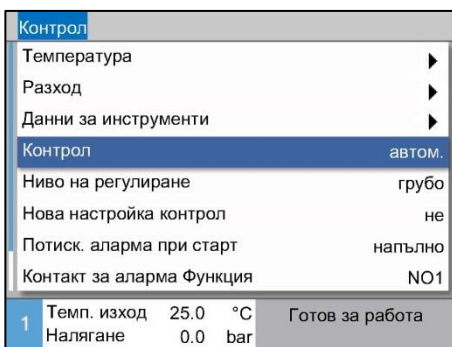 Контрол
Температура
Разход
Данни за инструменти
Контрол автом.
Ниво на регулиране грубо
Нова настройка контрол не
Потиск. аларма при старт напълно
Контакт за аларма Функция NO1
1 Темп. изход 25.0 °C Готов за работа
Налягане 0.0 bar